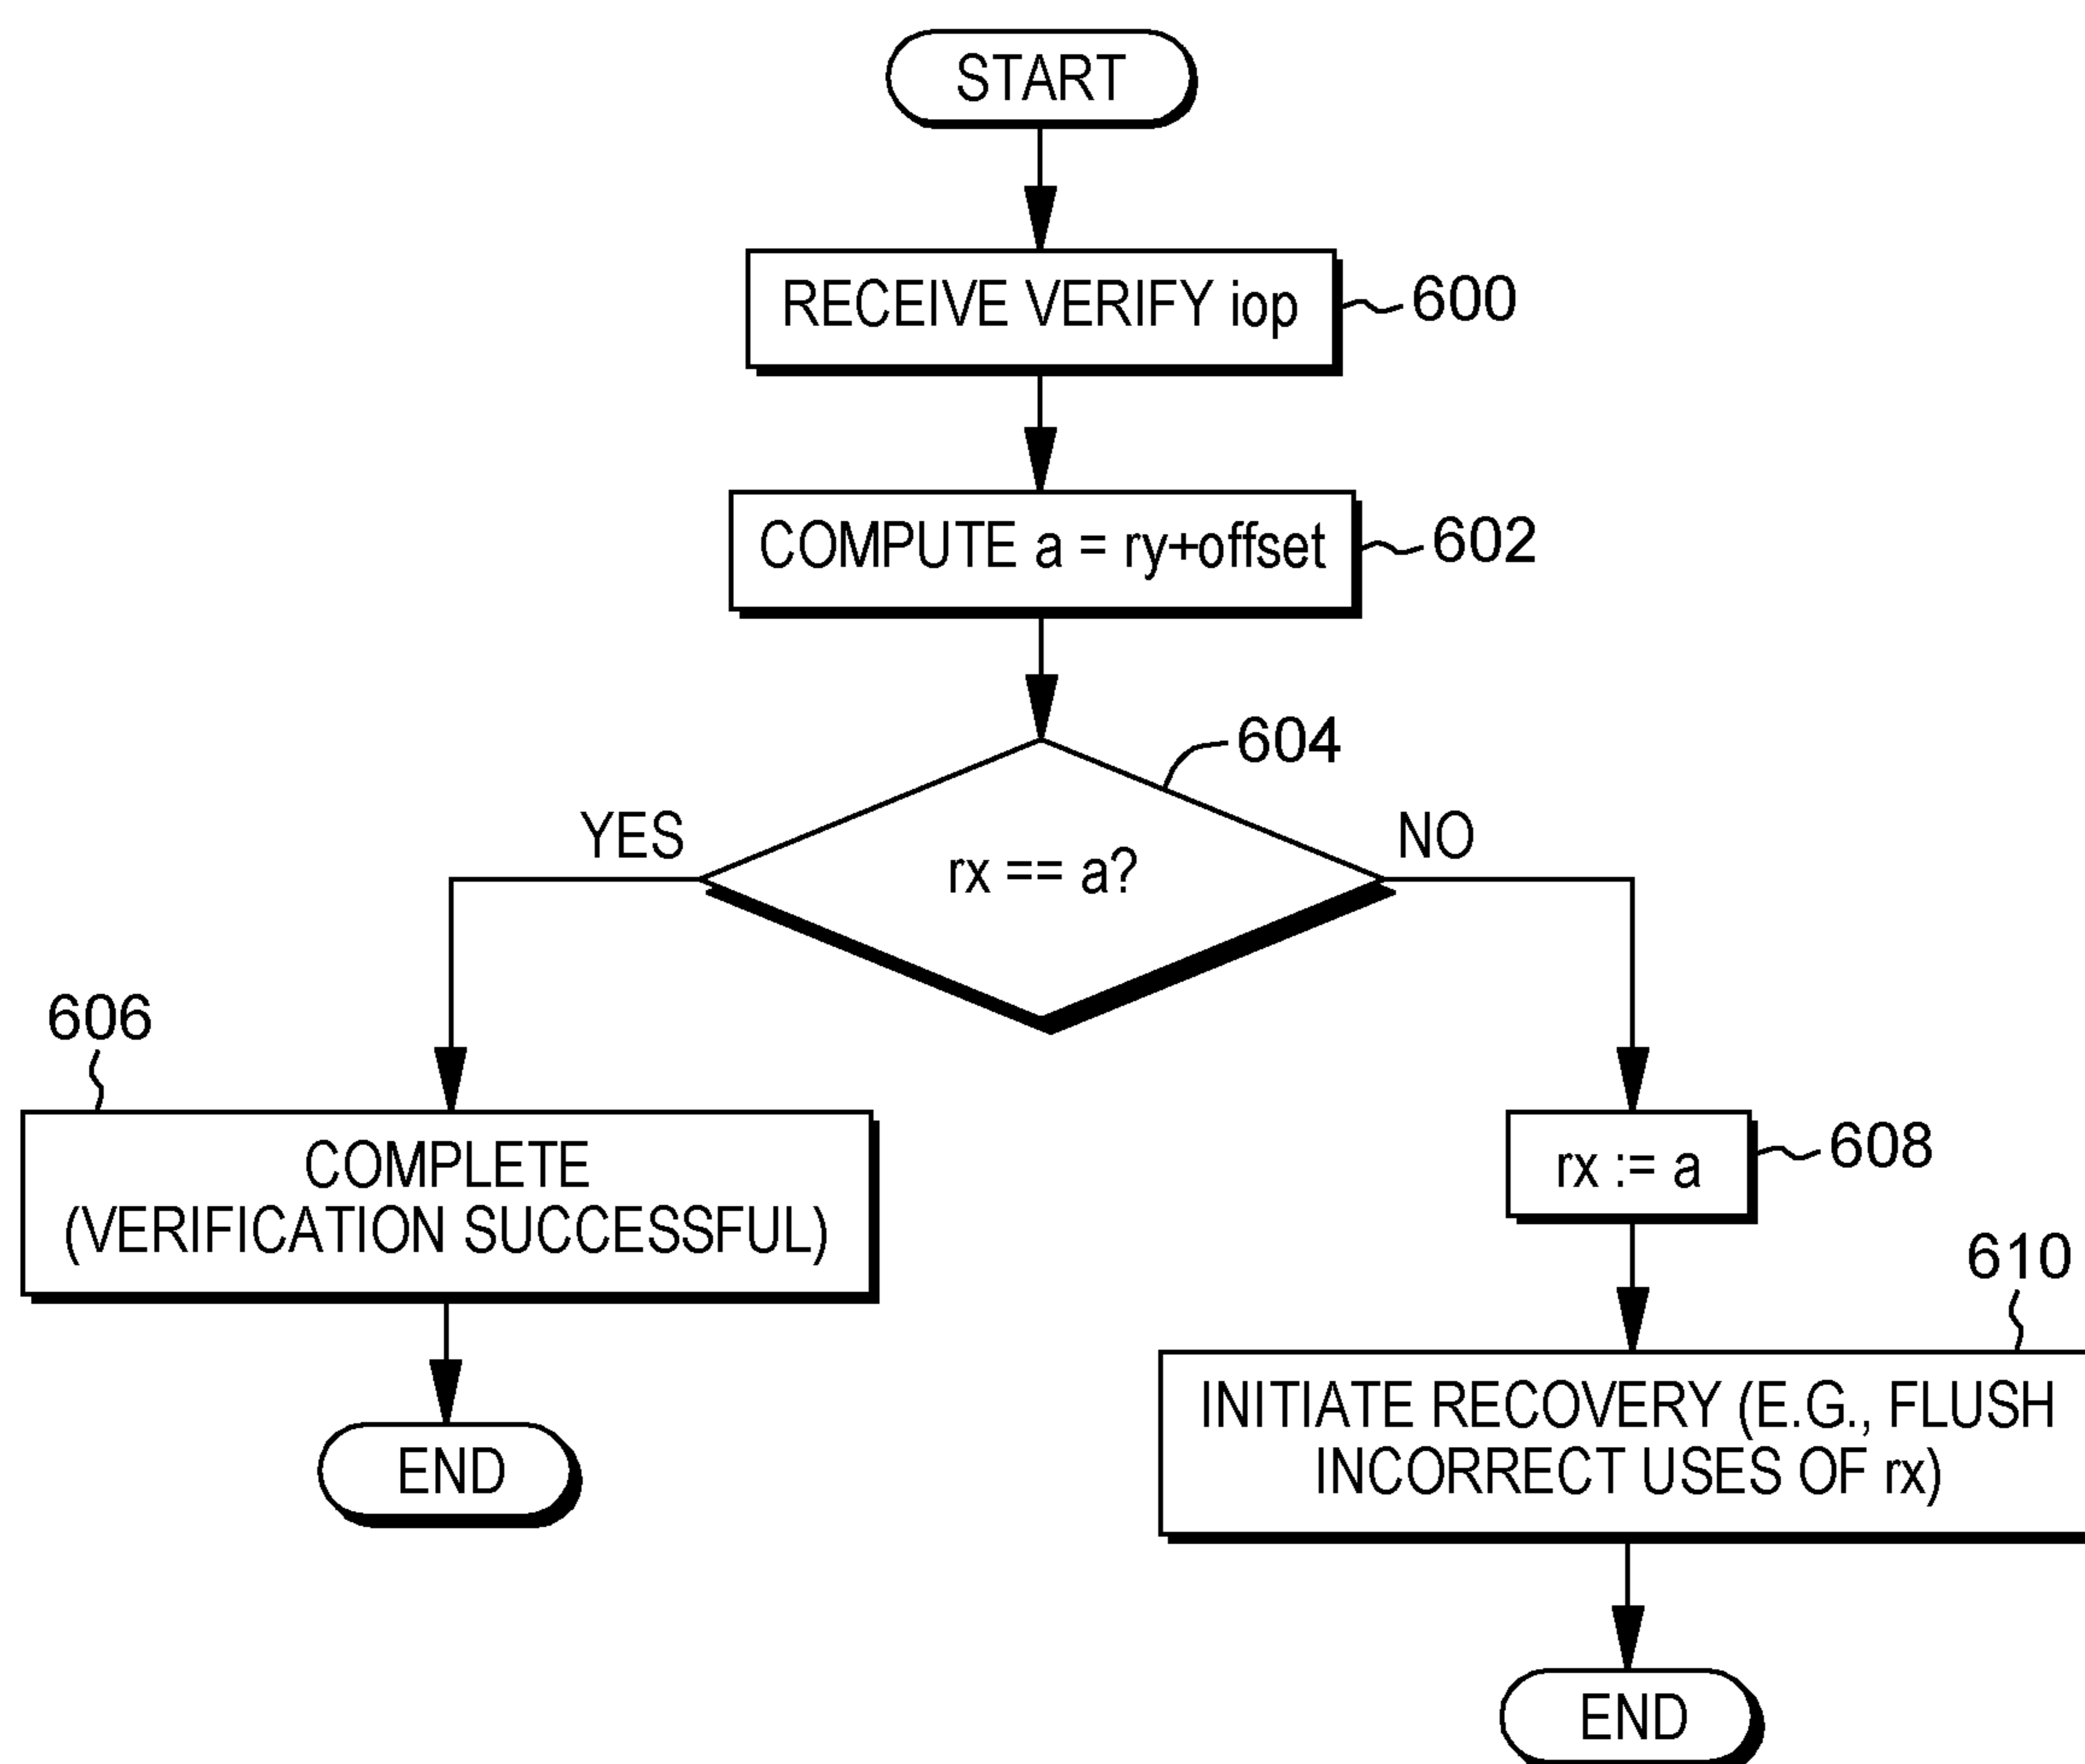 START
RECEIVE VERIFY iop
600
COMPUTE a = ry+offset
602
604
YES
NO
rx == a?
606
COMPLETE
(VERIFICATION SUCCESSFUL)
608
rx := a
610
INITIATE RECOVERY (E.G., FLUSH
INCORRECT USES OF rx)
END
END